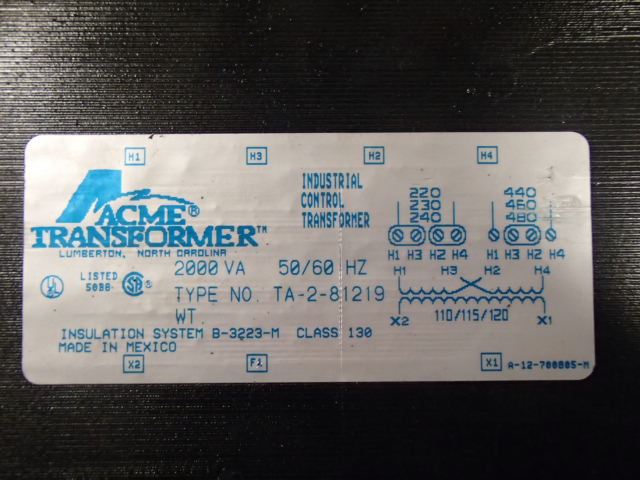 H1 H3 H2 H4
ACME®
TRANSFORMER™
LUMBERTON, NORTH CAROLINA
INDUSTRIAL
CONTROL
TRANSFORMER
220 440
230 460
240 480
H1 H3 H2 H4 H1 H3 H2 H4
H1 H3 H2 H4
X2 110/115/120 X1
UL LISTED
50BB
SA
2000 VA 50/60 HZ
TYPE NO. TA-2-81219
WT.
INSULATION SYSTEM B-3223-M CLASS 130
MADE IN MEXICO
X2 F1 X1 A-12-700805-M